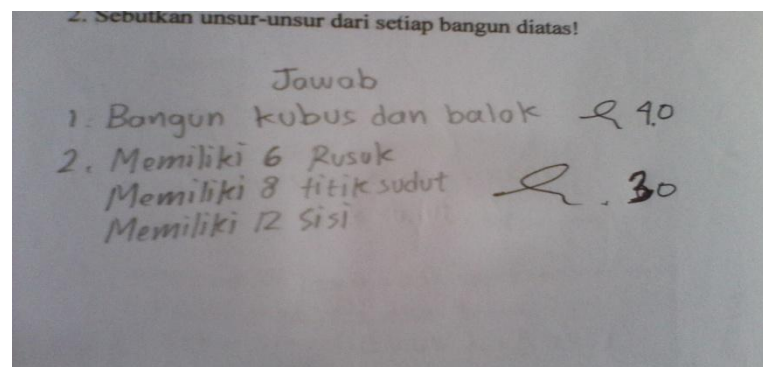 2. Sebutkan unsur-unsur dari setiap bangun diatas!
Jawab
1. Bangun kubus dan balok 40
2. Memiliki 6 Rusuk
Memiliki 8 titik sudut 30
Memiliki 12 Sisi